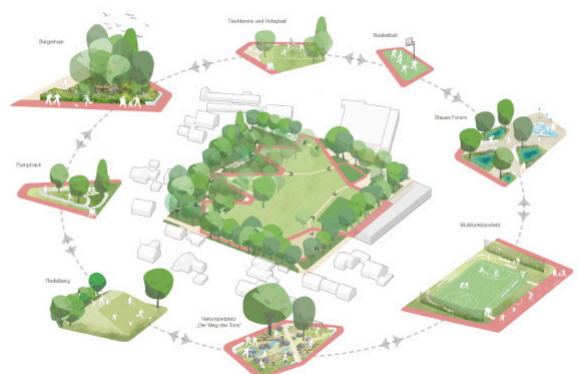 Tischtennis und Volleyball
Basketball
Bürgerhain
Blaues Forum
Pumptrack
Multifunktionsfeld
Rodelberg
Naturspielplatz
„Der Weg des Tons"